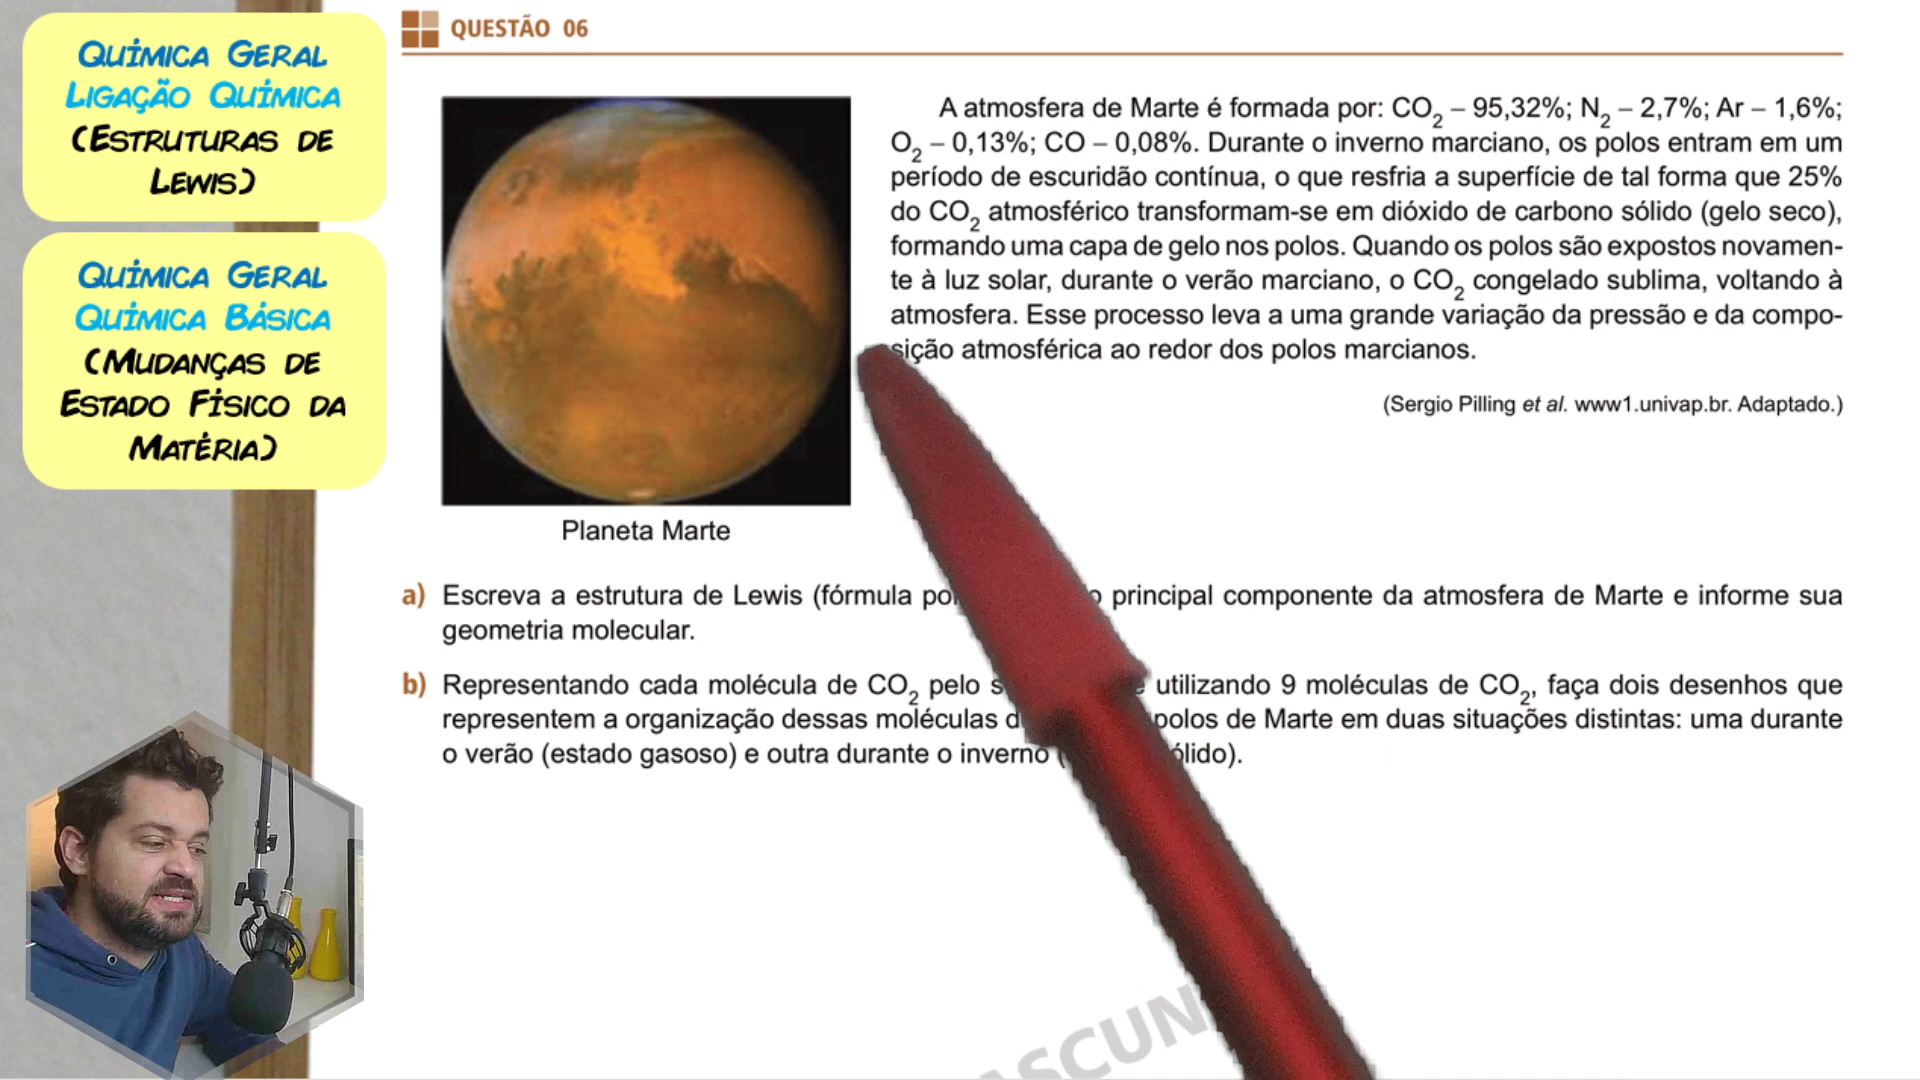 QUÍMICA GERAL
LIGAÇÃO QUÍMICA
(ESTRUTURAS DE
LEWIS)
QUÍMICA GERAL
QUÍMICA BÁSICA
(MUDANÇAS DE
ESTADO FÍSICO DA
MATÉRIA)
QUESTÃO 06
A atmosfera de Marte é formada por: CO₂ – 95,32%; N₂ – 2,7%; Ar – 1,6%;
O₂ – 0,13%; CO – 0,08%. Durante o inverno marciano, os polos entram em um
período de escuridão contínua, o que resfria a superfície de tal forma que 25%
do CO₂ atmosférico transformam-se em dióxido de carbono sólido (gelo seco),
formando uma capa de gelo nos polos. Quando os polos são expostos novamen-
te à luz solar, durante o verão marciano, o CO₂ congelado sublima, voltando à
atmosfera. Esse processo leva a uma grande variação da pressão e da compo-
sição atmosférica ao redor dos polos marcianos.
(Sergio Pilling et al. www1.univap.br. Adaptado.)
Planeta Marte
a) Escreva a estrutura de Lewis (fórmula principal componente da atmosfera de Marte e informe sua
geometria molecular.
b) Representando cada molécula de CO₂ pelo utilizando 9 moléculas de CO₂, faça dois desenhos que
representem a organização dessas moléculas polos de Marte em duas situações distintas: uma durante
o verão (estado gasoso) e outra durante o inverno